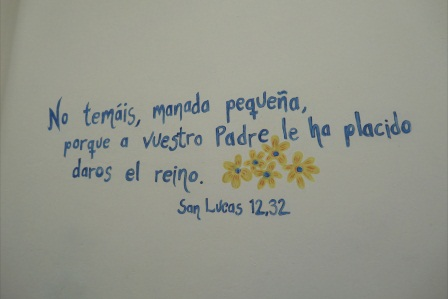 No temáis, manada pequeña,
porque a vuestro Padre le ha placido
daros el reino.
San Lucas 12,32